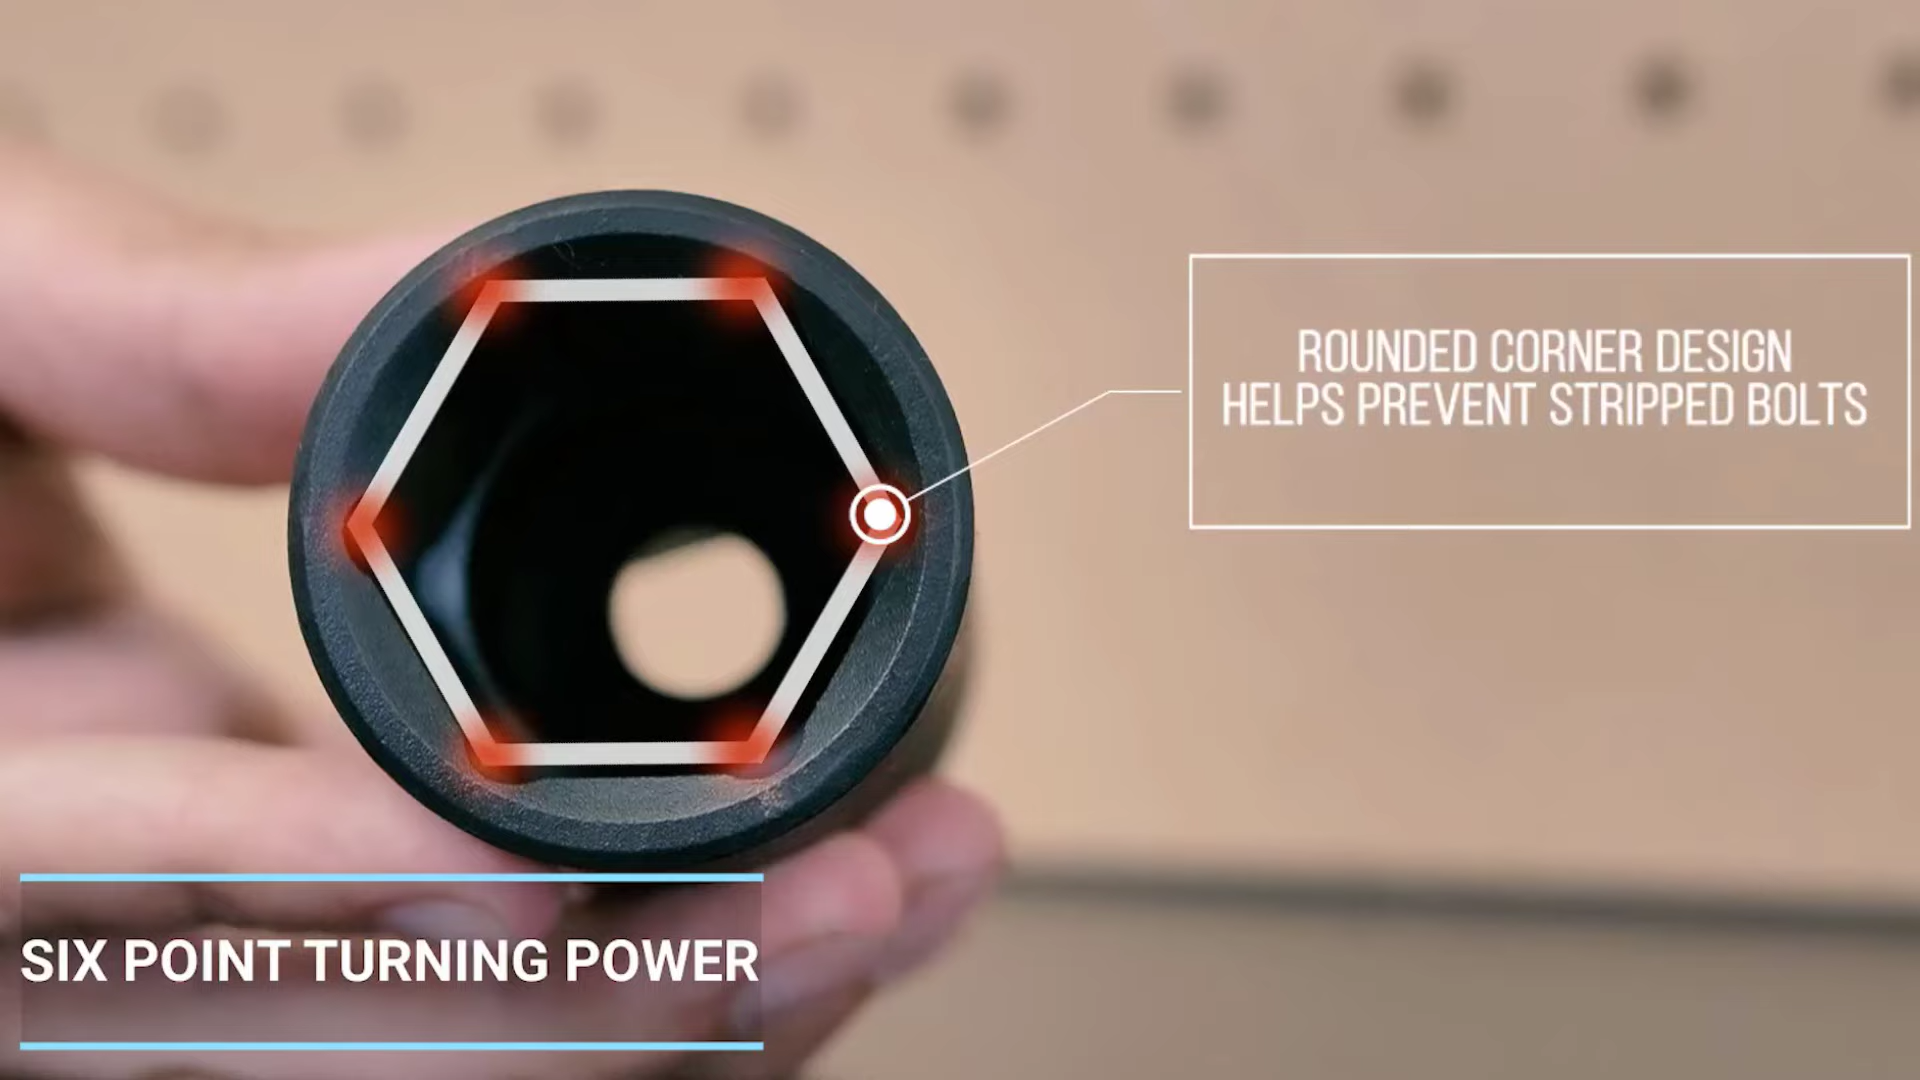 ROUNDED CORNER DESIGN
HELPS PREVENT STRIPPED BOLTS
SIX POINT TURNING POWER